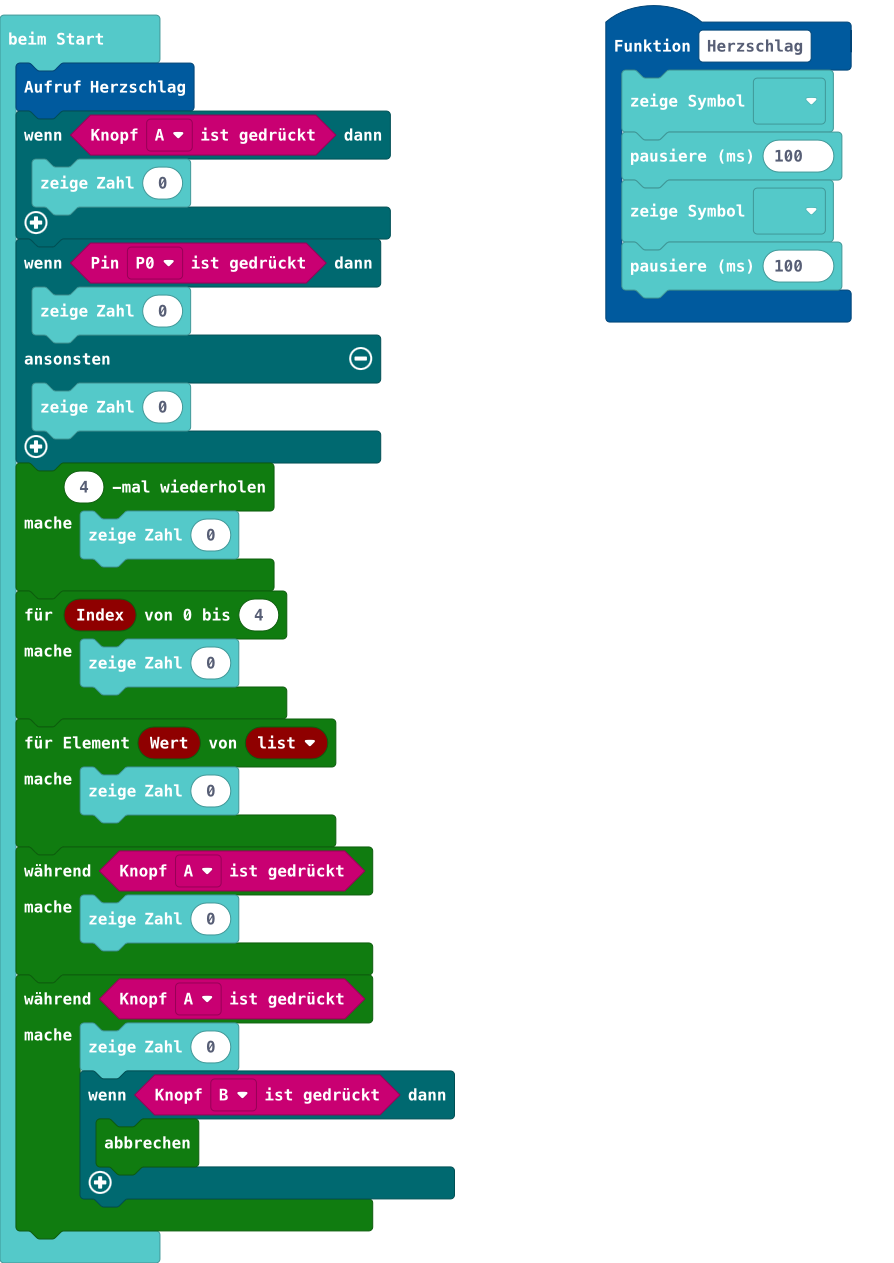 beim Start
Aufruf Herzschlag
wenn Knopf A ist gedrückt dann
zeige Zahl 0
wenn Pin P0 ist gedrückt dann
zeige Zahl 0
ansonsten
zeige Zahl 0
4 –mal wiederholen
mache zeige Zahl 0
für Index von 0 bis 4
mache zeige Zahl 0
für Element Wert von list
mache zeige Zahl 0
während Knopf A ist gedrückt
mache zeige Zahl 0
während Knopf A ist gedrückt
mache zeige Zahl 0
wenn Knopf B ist gedrückt dann
abbrechen
Funktion Herzschlag
zeige Symbol
pausiere (ms) 100
zeige Symbol
pausiere (ms) 100